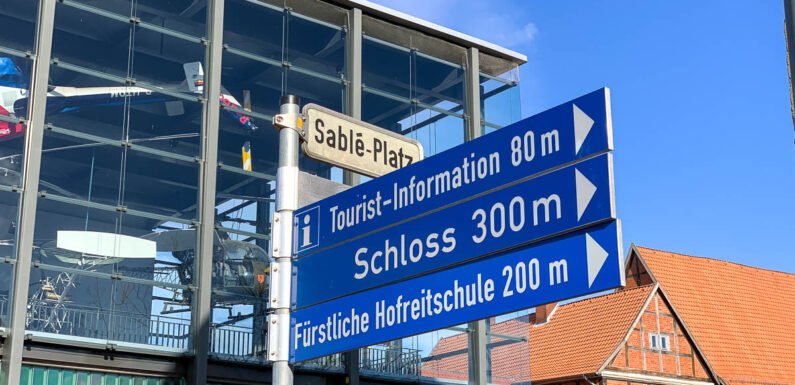 Sablé-Platz
i Tourist-Information 80 m
Schloss 300 m
Fürstliche Hofreitschule 200 m